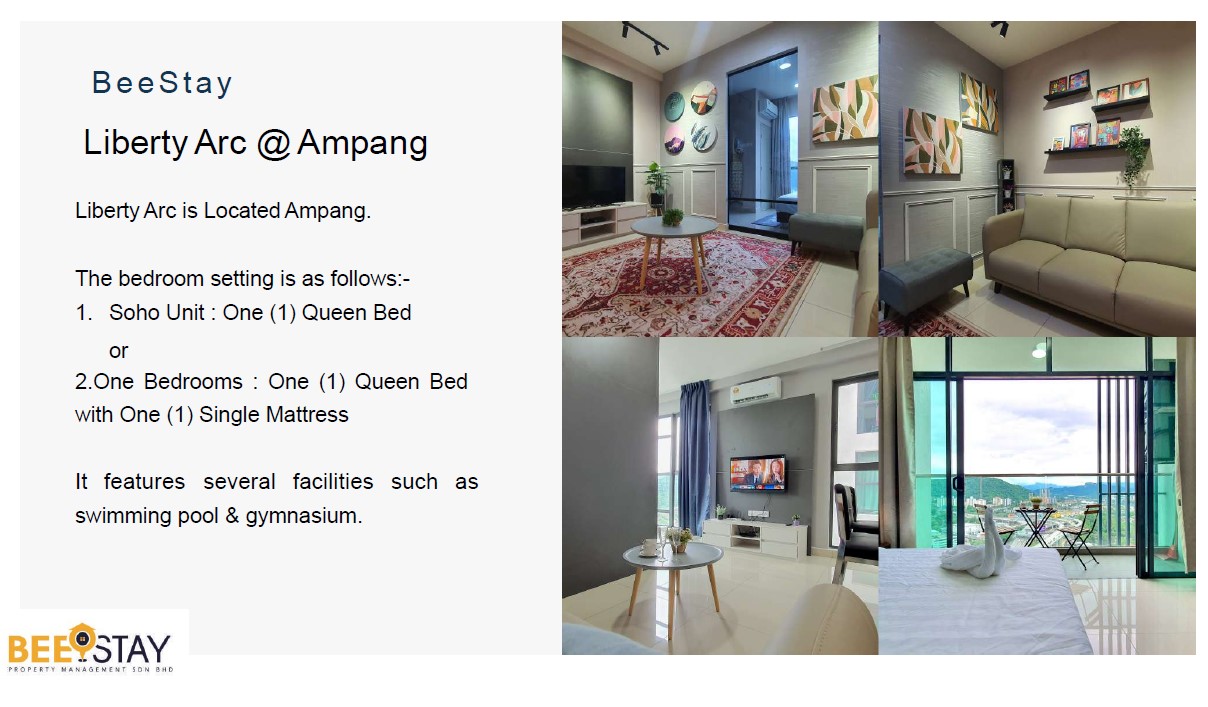 BeeStay
Liberty Arc @ Ampang
Liberty Arc is Located Ampang.
The bedroom setting is as follows:-
1. Soho Unit : One (1) Queen Bed
or
2.One Bedrooms : One (1) Queen Bed
with One (1) Single Mattress
It features several facilities such as
swimming pool & gymnasium.
BEESTAY
PROPERTY MANAGEMENT SDN BHD